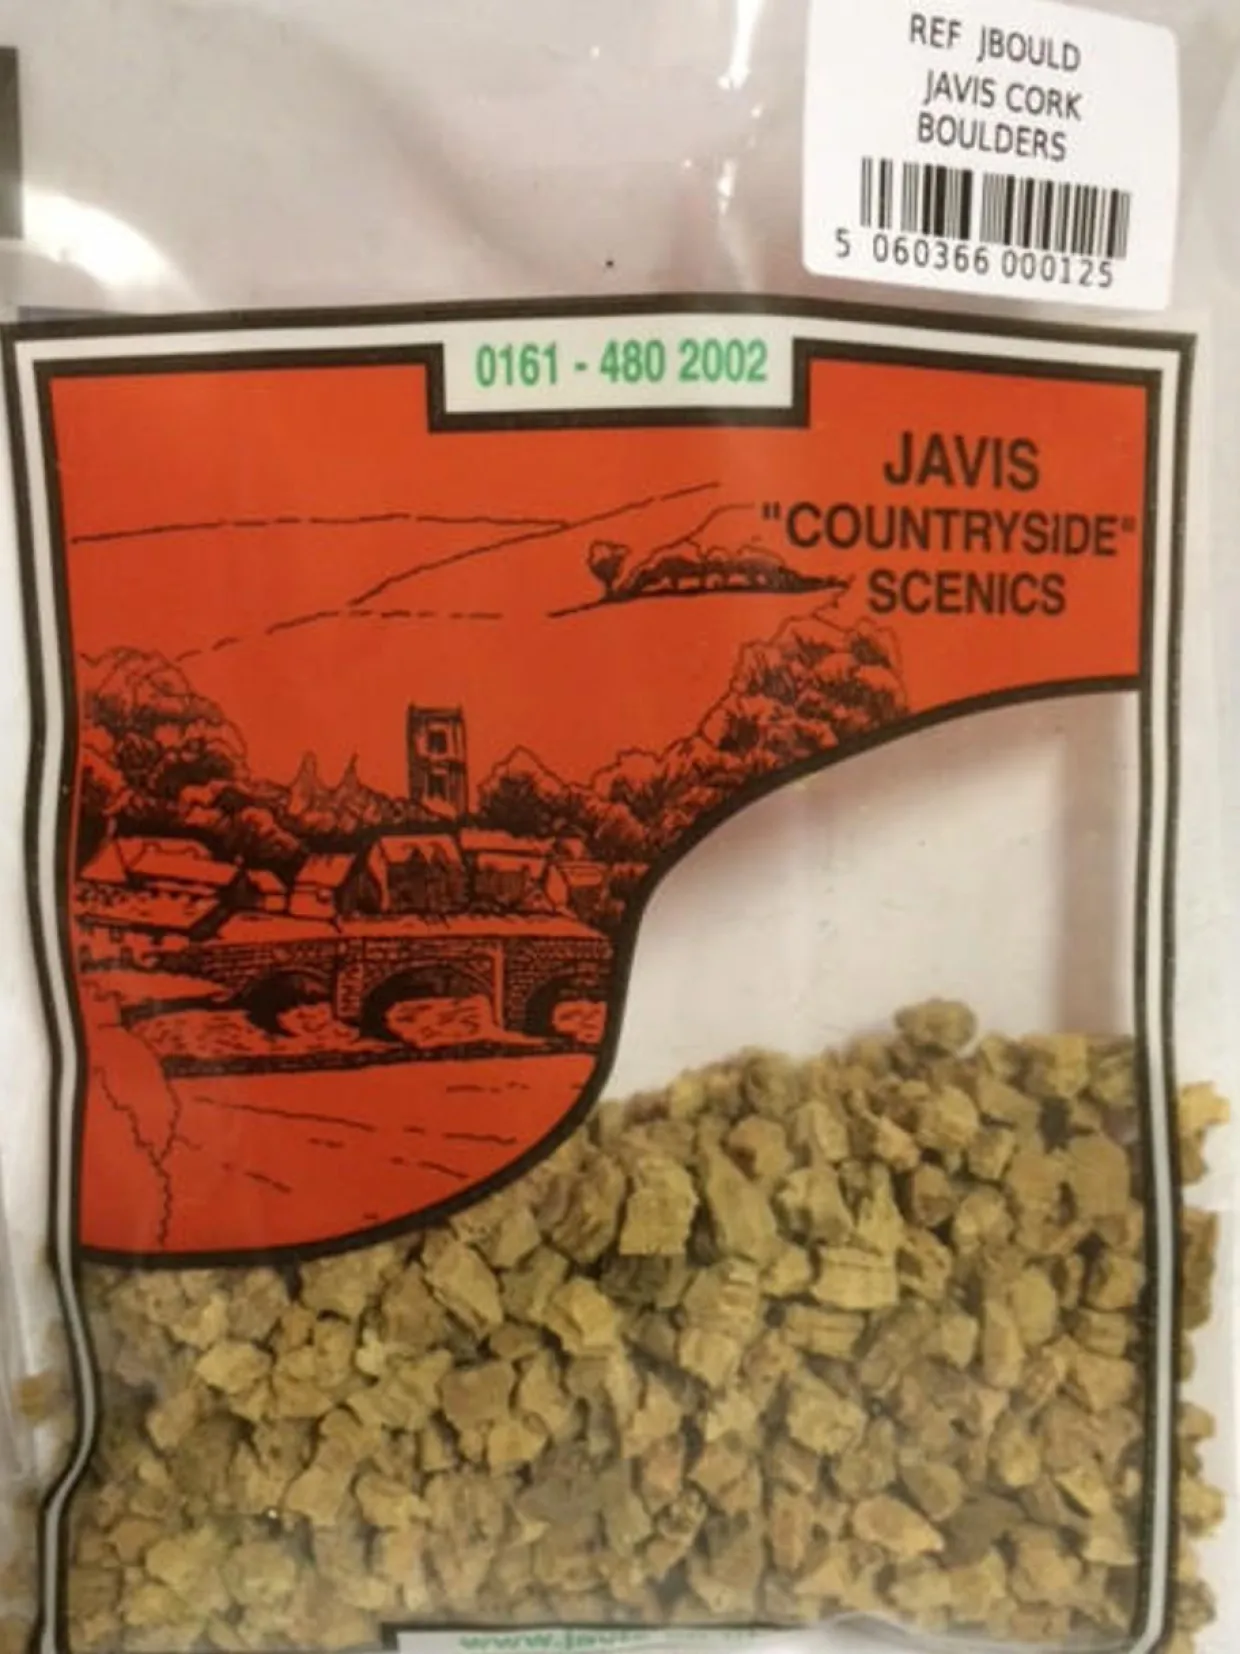 REF JBOULD
JAVIS CORK
BOULDERS
5 060366 000125
0161 - 480 2002
JAVIS
"COUNTRYSIDE"
SCENICS